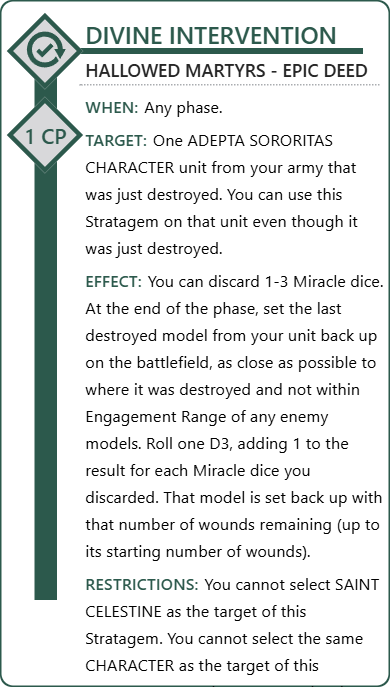 DIVINE INTERVENTION
HALLOWED MARTYRS - EPIC DEED
WHEN: Any phase.
1 CP
TARGET: One ADEPTA SORORITAS
CHARACTER unit from your army that
was just destroyed. You can use this
Stratagem on that unit even though it
was just destroyed.
EFFECT: You can discard 1-3 Miracle dice.
At the end of the phase, set the last
destroyed model from your unit back up
on the battlefield, as close as possible to
where it was destroyed and not within
Engagement Range of any enemy
models. Roll one D3, adding 1 to the
result for each Miracle dice you
discarded. That model is set back up with
that number of wounds remaining (up to
its starting number of wounds).
RESTRICTIONS: You cannot select SAINT
CELESTINE as the target of this
Stratagem. You cannot select the same
CHARACTER as the target of this